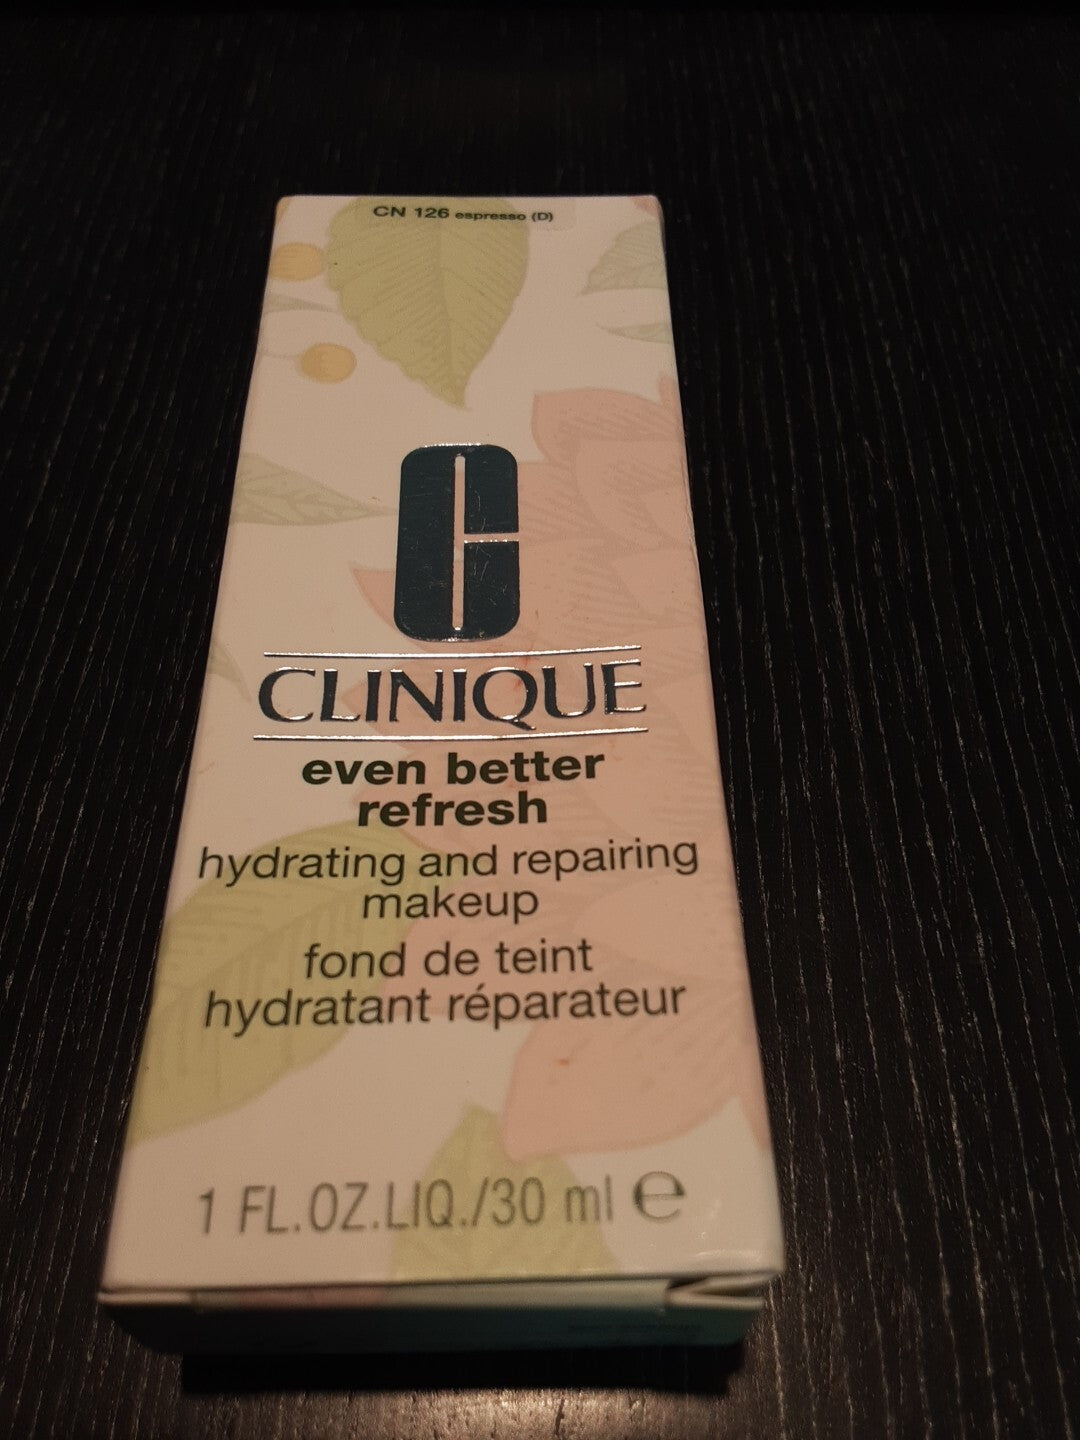 CN 126 espresso (D)
C
CLINIQUE
even better
refresh
hydrating and repairing
makeup
fond de teint
hydratant réparateur
1 FL.OZ.LIQ./30 ml e